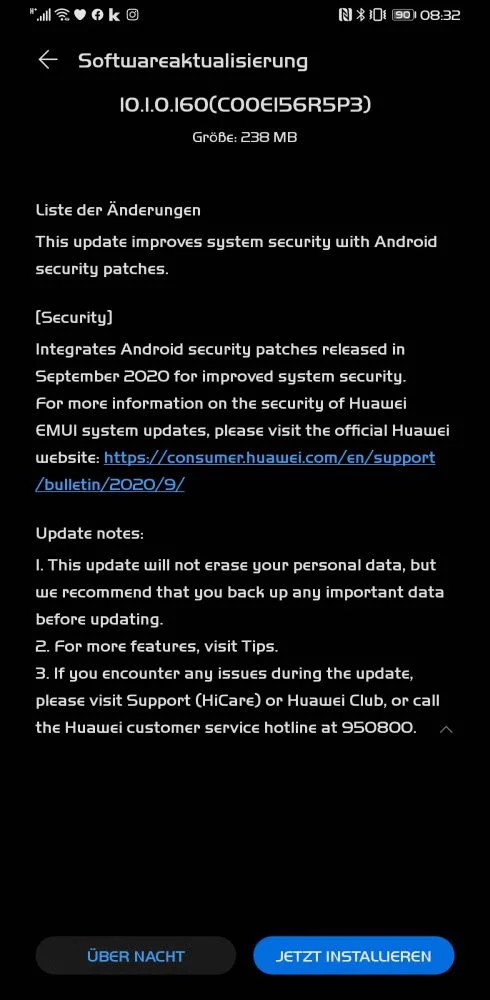 H+ k 90 08:32
Softwareaktualisierung
10.1.0.160(C00E156R5P3)
Größe: 238 MB
Liste der Änderungen
This update improves system security with Android
security patches.
[Security]
Integrates Android security patches released in
September 2020 for improved system security.
For more information on the security of Huawei
EMUI system updates, please visit the official Huawei
website: https://consumer.huawei.com/en/support
/bulletin/2020/9/
Update notes:
1. This update will not erase your personal data, but
we recommend that you back up any important data
before updating.
2. For more features, visit Tips.
3. If you encounter any issues during the update,
please visit Support (HiCare) or Huawei Club, or call
the Huawei customer service hotline at 950800.
ÜBER NACHT
JETZT INSTALLIEREN